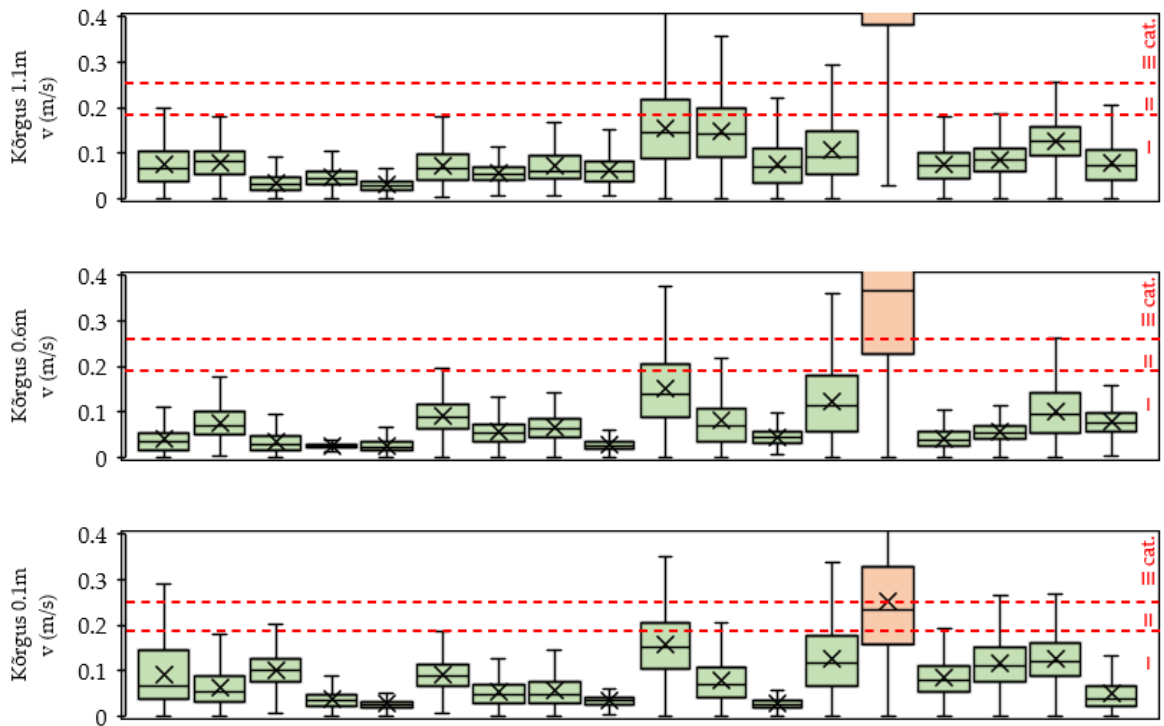 Kõrgus 1.1m
v (m/s)
0.4
0.3
0.2
0.1
0
I
II
III cat.
Kõrgus 0.6m
v (m/s)
0.4
0.3
0.2
0.1
0
I
II
III cat.
Kõrgus 0.1m
v (m/s)
0.4
0.3
0.2
0.1
0
I
II
III cat.